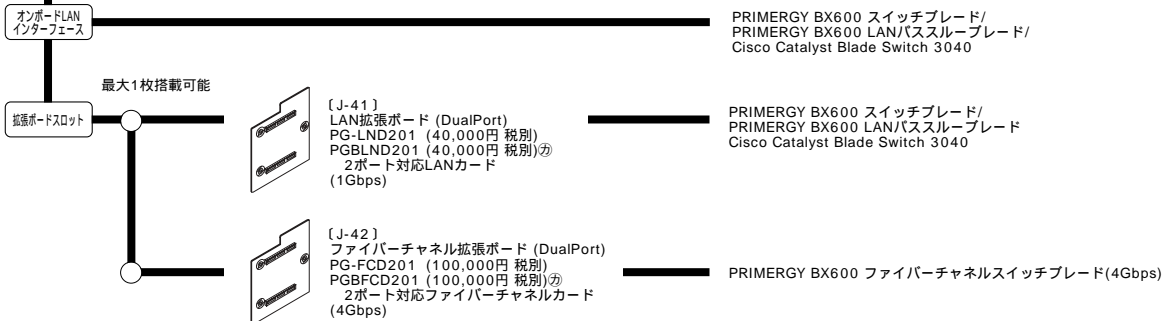 オンボードLAN
インターフェース
PRIMERGY BX600 スイッチブレード/
PRIMERGY BX600 LANパススルーブレード/
Cisco Catalyst Blade Switch 3040
最大1枚搭載可能
拡張ボードスロット
〔J-41〕
LAN拡張ボード (DualPort)
PG-LND201 (40,000円 税別)
PGBLND201 (40,000円 税別)㋕
2ポート対応LANカード
(1Gbps)
PRIMERGY BX600 スイッチブレード/
PRIMERGY BX600 LANパススルーブレード
Cisco Catalyst Blade Switch 3040
〔J-42〕
ファイバーチャネル拡張ボード (DualPort)
PG-FCD201 (100,000円 税別)
PGBFCD201 (100,000円 税別)㋕
2ポート対応ファイバーチャネルカード
(4Gbps)
PRIMERGY BX600 ファイバーチャネルスイッチブレード(4Gbps)